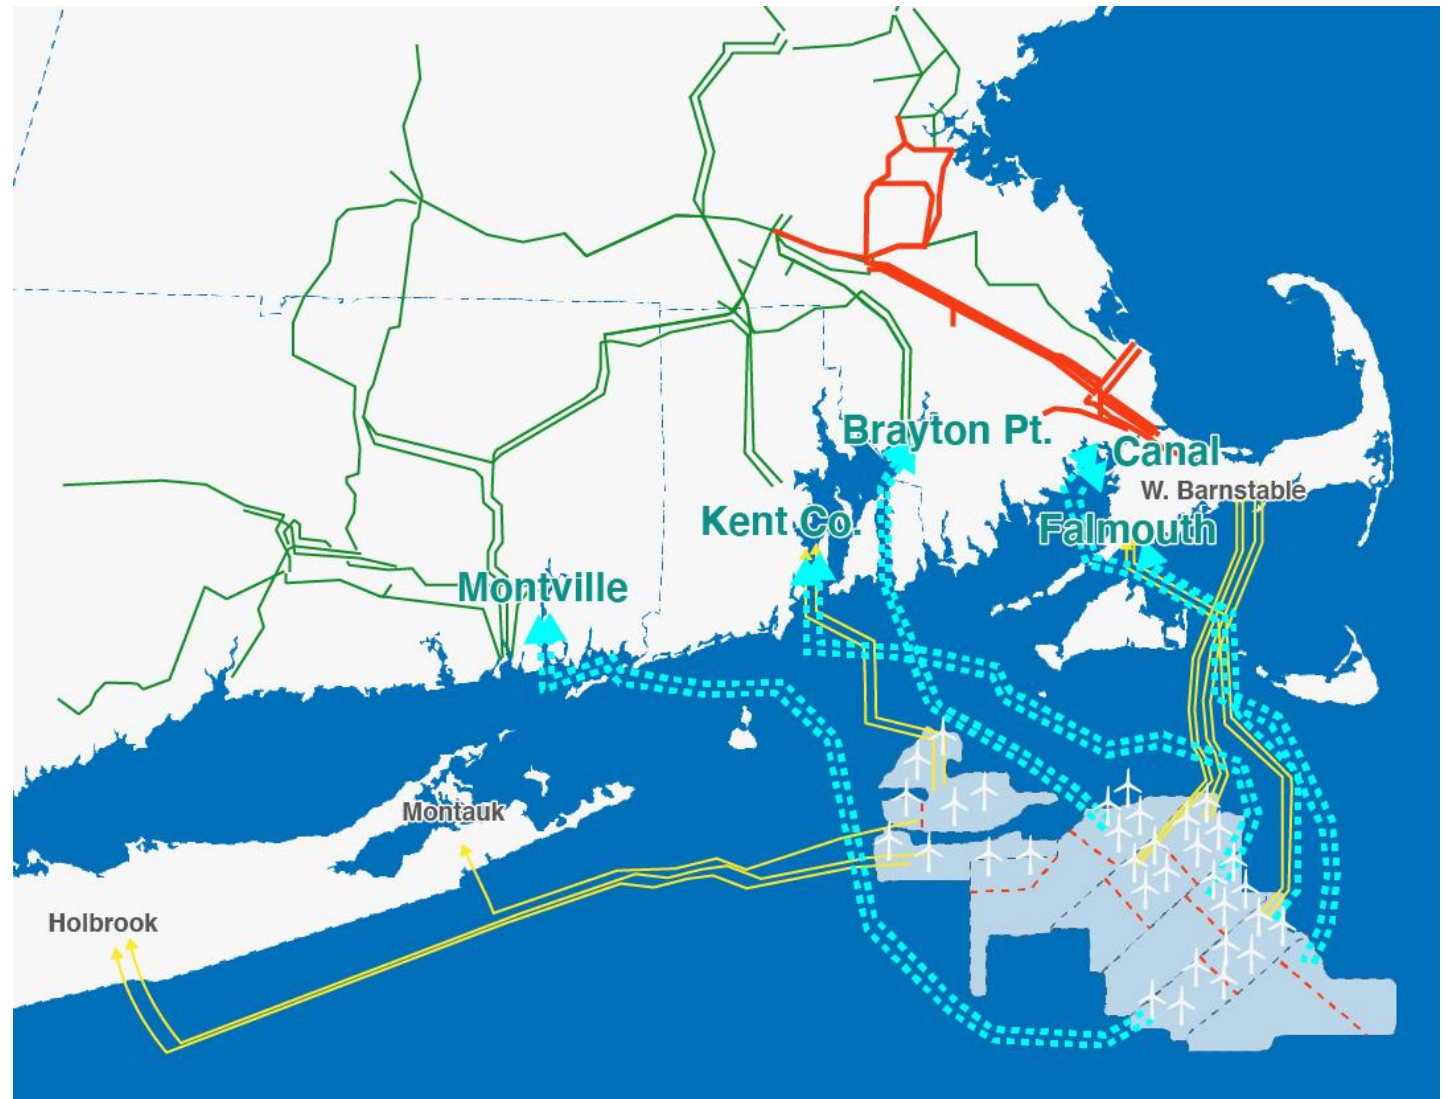 Brayton Pt.
Canal
W. Barnstable
Kent Co.
Falmouth
Montville
Montauk
Holbrook